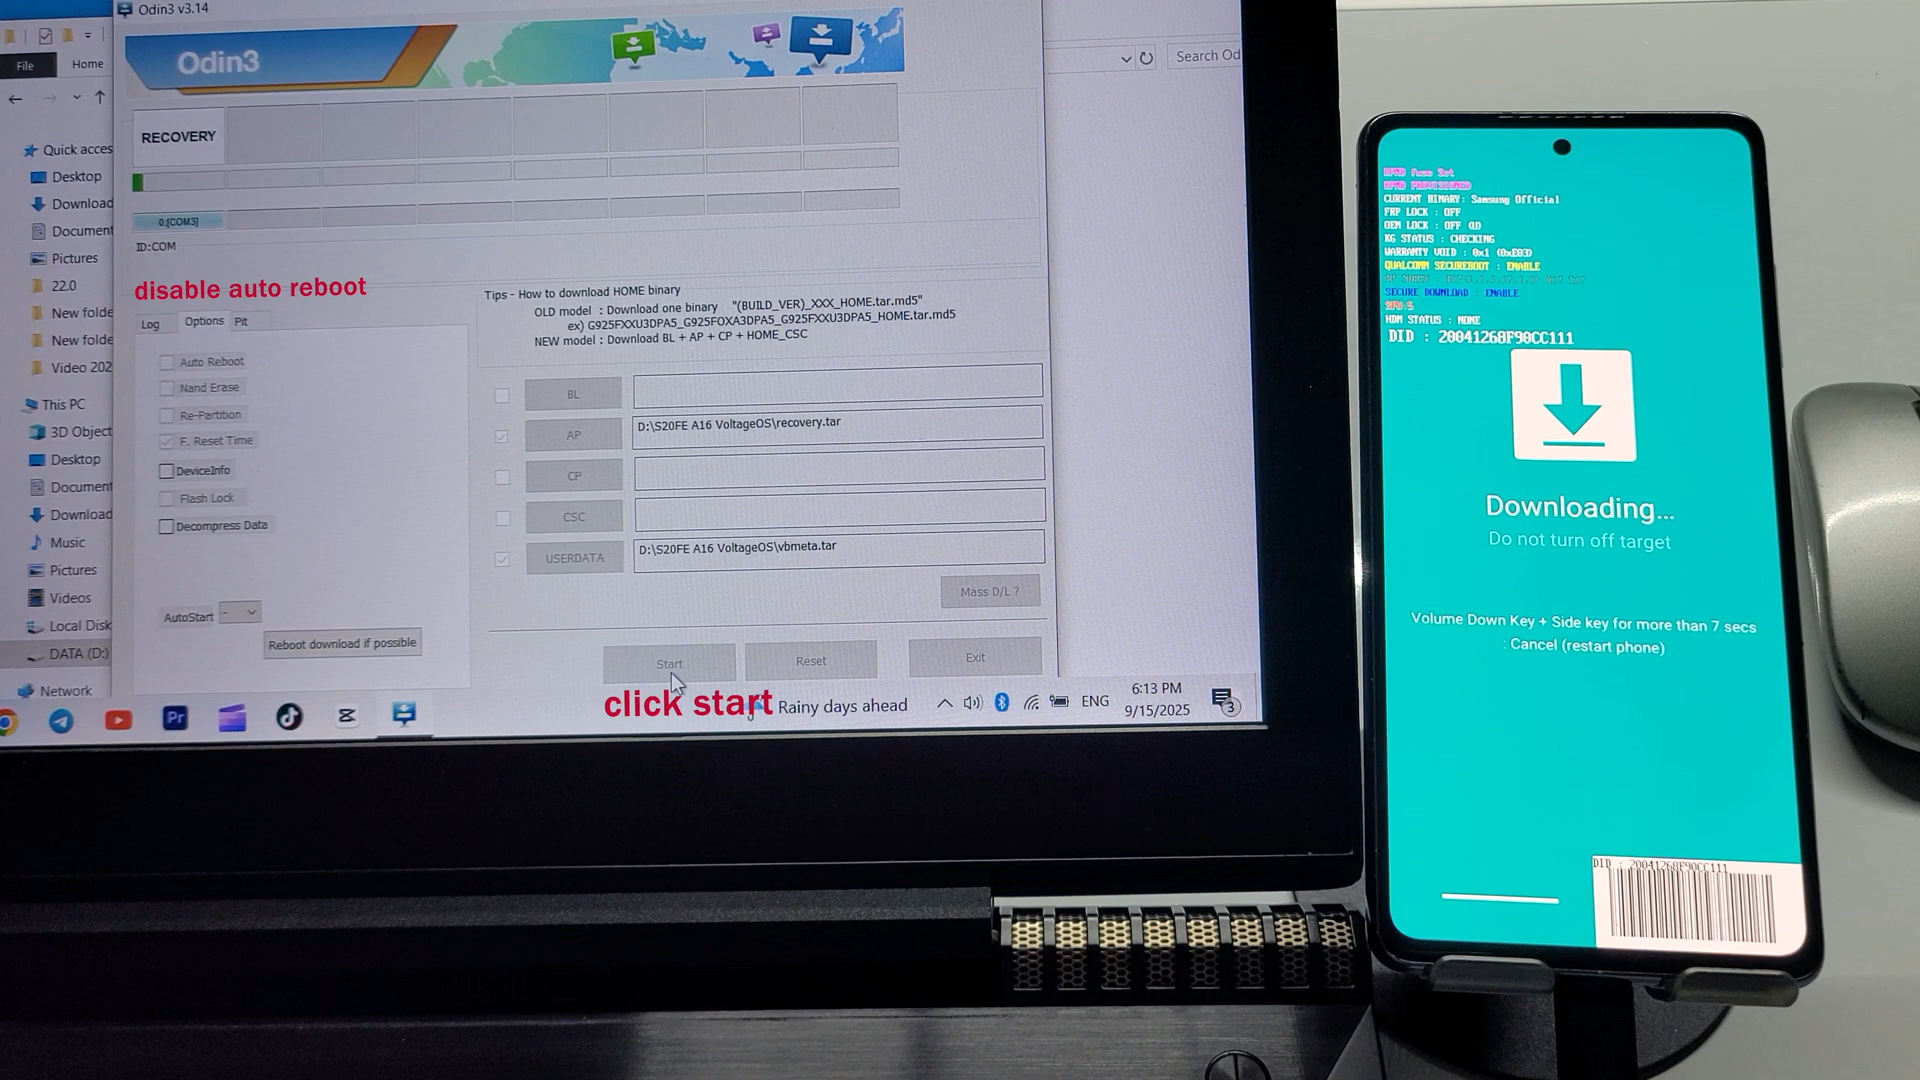 Odin3 v3.14
File
Home
Search Od
Odin3
RECOVERY
0:[COM3]
ID:COM
disable auto reboot
Log
Options
Pit
Auto Reboot
Nand Erase
Re-Partition
F. Reset Time
DeviceInfo
Flash Lock
Decompress Data
AutoStart
-
Reboot download if possible
Tips - How to download HOME binary
OLD model : Download one binary "(BUILD_VER)_XXX_HOME.tar.md5"
ex) G925FXXU3DPA5_G925FOXA3DPA5_G925FXXU3DPA5_HOME.tar.md5
NEW model : Download BL + AP + CP + HOME_CSC
BL
AP
D:\S20FE A16 VoltageOS\recovery.tar
CP
CSC
USERDATA
D:\S20FE A16 VoltageOS\vbmeta.tar
Mass D/L ?
Start
Reset
Exit
click start
Quick acces
Desktop
Download
Document
Pictures
22.0
New folde
New folde
Video 202
This PC
3D Object
Desktop
Document
Download
Music
Pictures
Videos
Local Disk
DATA (D:)
Network
Pr
Rainy days ahead
ENG
6:13 PM
9/15/2025
3
CURRENT BINARY: Samsung Official
FRP LOCK : OFF
OEM LOCK : OFF (U)
KG STATUS : CHECKING
WARRANTY VOID : 0x1 (0xE03)
QUALCOMM SECUREBOOT : ENABLE
SECURE DOWNLOAD : ENABLE
HDM STATUS : NONE
DID : 20041268F90CC111
Downloading...
Do not turn off target
Volume Down Key + Side key for more than 7 secs
: Cancel (restart phone)
DID : 20041268F90CC111